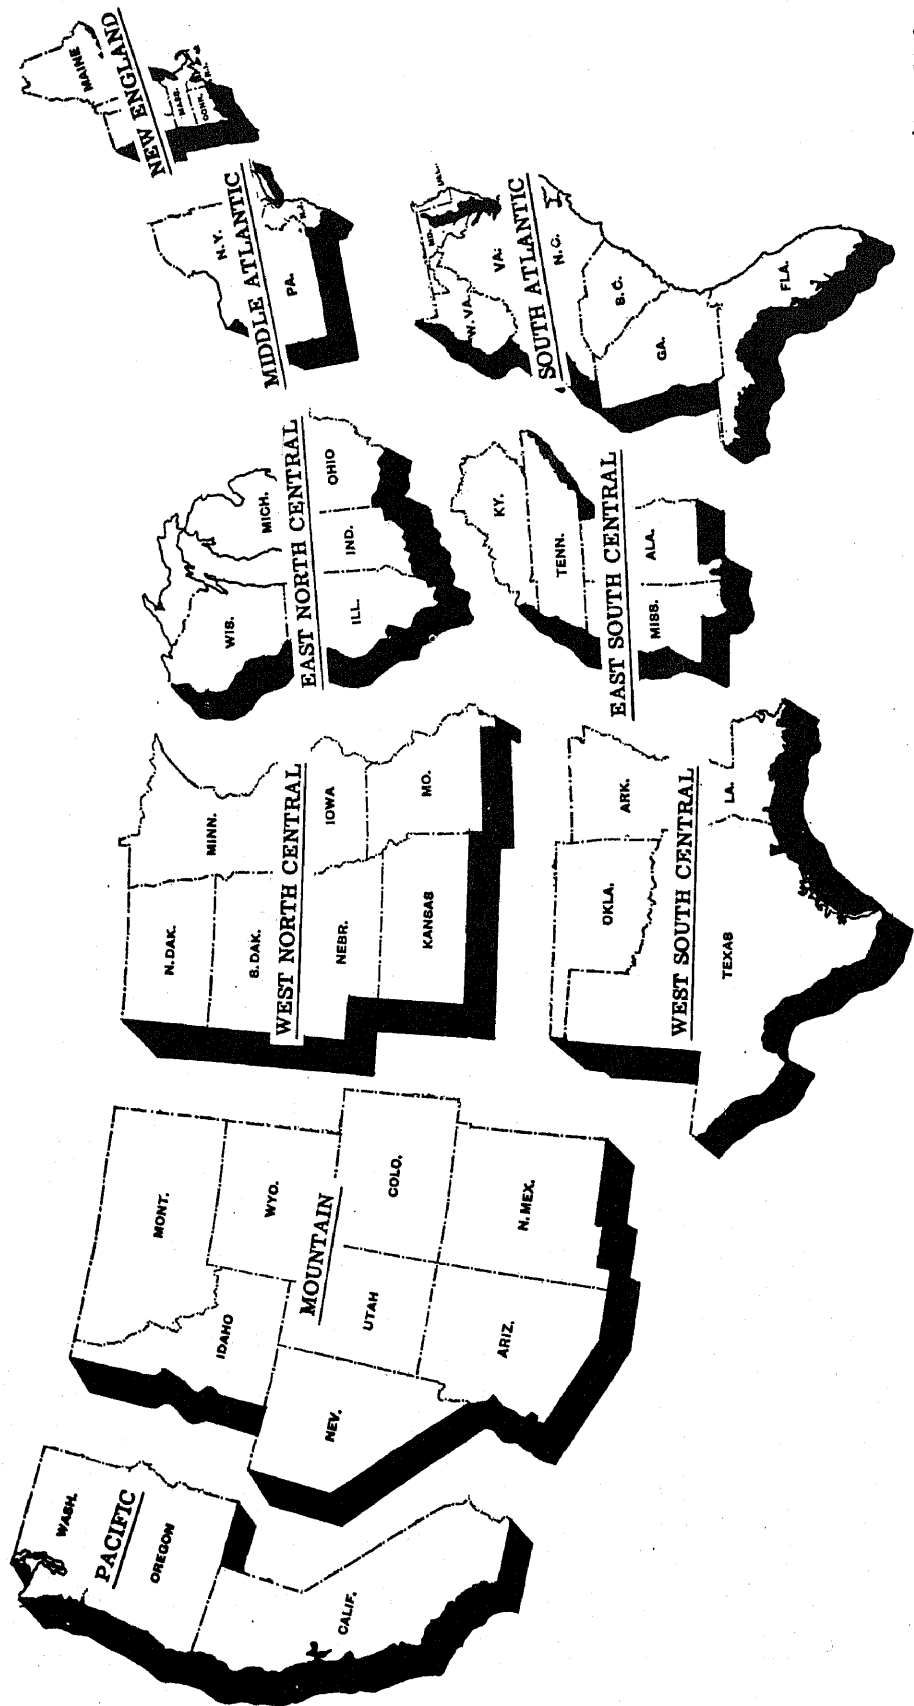 WASH.
PACIFIC
OREGON
CALIF.
MONT.
IDAHO
WYO.
MOUNTAIN
NEV.
UTAH
COLO.
ARIZ.
N. MEX.
N. DAK.
MINN.
S. DAK.
WEST NORTH CENTRAL
NEBR.
IOWA
KANSAS
MO.
OKLA.
ARK.
WEST SOUTH CENTRAL
TEXAS
LA.
WIS.
MICH.
EAST NORTH CENTRAL
ILL.
IND.
OHIO
KY.
TENN.
EAST SOUTH CENTRAL
MISS.
ALA.
N.Y.
MIDDLE ATLANTIC
PA.
N.J.
MAINE
NEW ENGLAND
MASS.
CONN.
R.I.
MD.
W. VA.
VA.
SOUTH ATLANTIC
N.C.
S.C.
GA.
FLA.